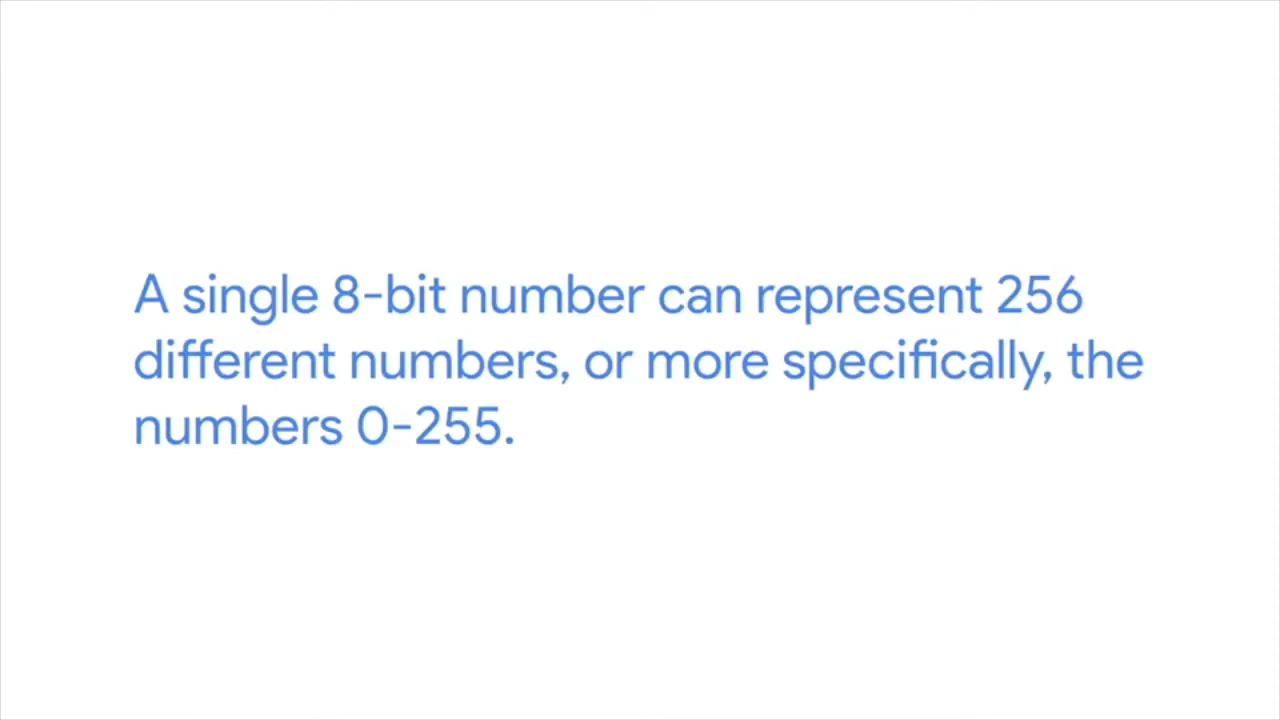 A single 8-bit number can represent 256
different numbers, or more specifically, the
numbers 0-255.